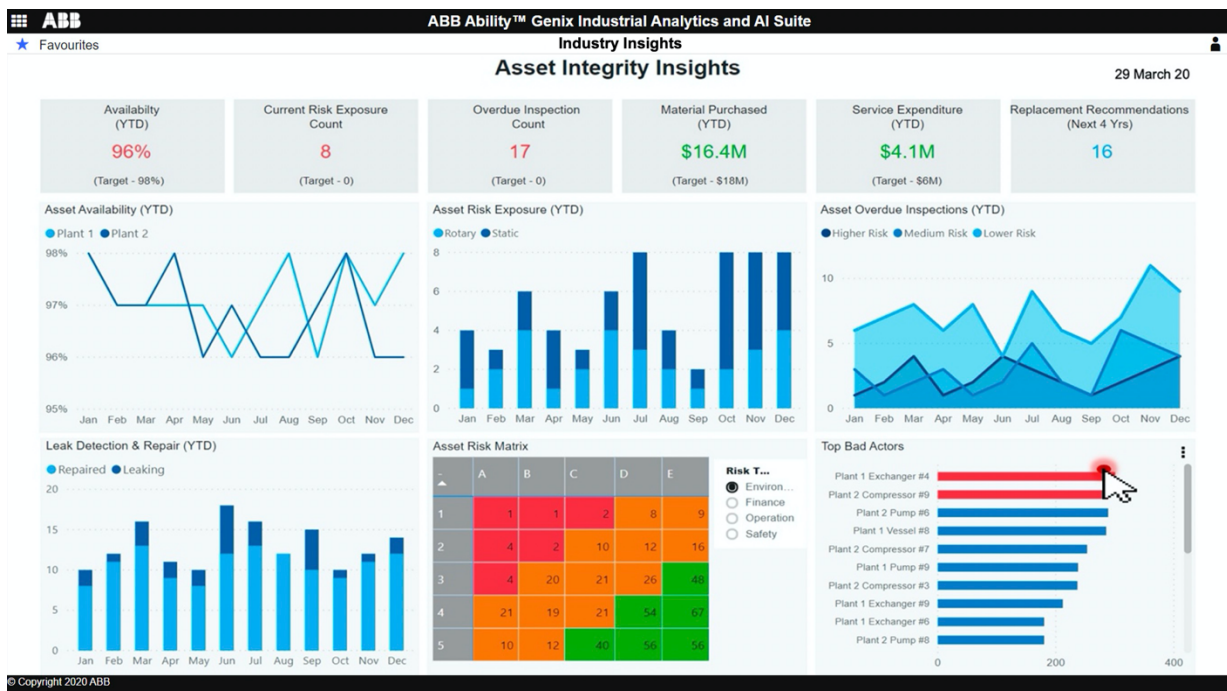 ABB
ABB Ability™ Genix Industrial Analytics and AI Suite
Favourites
Industry Insights
Asset Integrity Insights
29 March 20
Availabilty
(YTD)
96%
(Target - 98%)
Current Risk Exposure
Count
8
(Target - 0)
Overdue Inspection
Count
17
(Target - 0)
Material Purchased
(YTD)
$16.4M
(Target - $18M)
Service Expenditure
(YTD)
$4.1M
(Target - $6M)
Replacement Recommendations
(Next 4 Yrs)
16
Asset Availability (YTD)
Plant 1 Plant 2
98%
97%
96%
95%
Jan Feb Mar Apr May Jun Jul Aug Sep Oct Nov Dec
Asset Risk Exposure (YTD)
Rotary Static
8
6
4
2
0
Jan Feb Mar Apr May Jun Jul Aug Sep Oct Nov Dec
Asset Overdue Inspections (YTD)
Higher Risk Medium Risk Lower Risk
10
5
0
Jan Feb Mar Apr May Jun Jul Aug Sep Oct Nov Dec
Leak Detection & Repair (YTD)
Repaired Leaking
20
15
10
5
0
Jan Feb Mar Apr May Jun Jul Aug Sep Oct Nov Dec
Asset Risk Matrix
A B C D E
1 1 1 2 8 9
2 4 2 10 12 16
3 4 20 21 26 48
4 21 19 21 54 67
5 10 12 40 56 56
Risk T...
Environ...
Finance
Operation
Safety
Top Bad Actors
Plant 1 Exchanger #4
Plant 2 Compressor #9
Plant 2 Pump #6
Plant 1 Vessel #8
Plant 2 Compressor #7
Plant 1 Pump #9
Plant 2 Compressor #3
Plant 1 Exchanger #9
Plant 1 Exchanger #6
Plant 2 Pump #8
0 200 400
© Copyright 2020 ABB